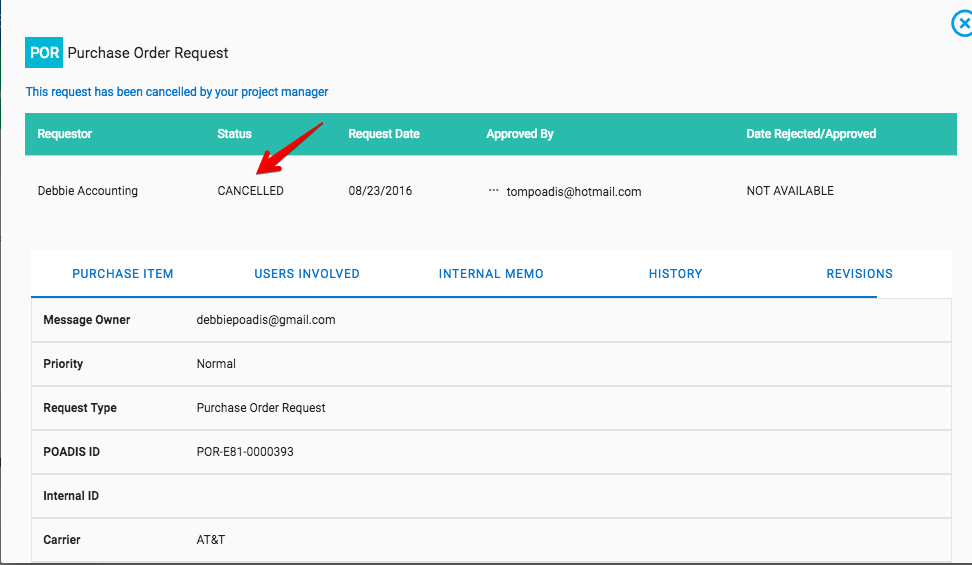 POR Purchase Order Request
This request has been cancelled by your project manager
Requestor Status Request Date Approved By Date Rejected/Approved
Debbie Accounting CANCELLED 08/23/2016 ··· tompoadis@hotmail.com NOT AVAILABLE
PURCHASE ITEM USERS INVOLVED INTERNAL MEMO HISTORY REVISIONS
Message Owner debbiepoadis@gmail.com
Priority Normal
Request Type Purchase Order Request
POADIS ID POR-E81-0000393
Internal ID
Carrier AT&T